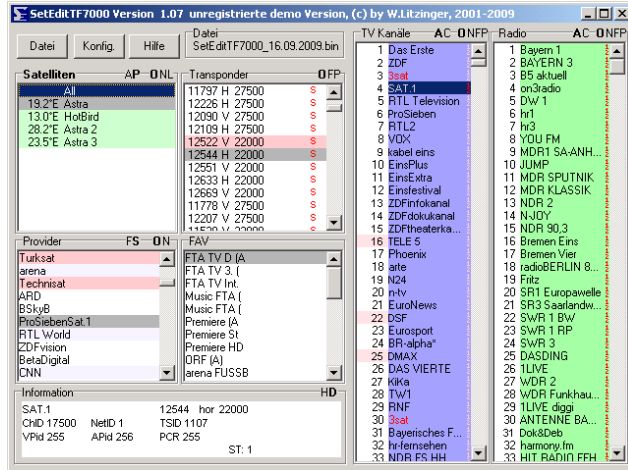 SetEditTF7000 Version 1.07 unregistrierte demo Version, (c) by W.Litzinger, 2001-2009
Datei
Konfig.
Hilfe
Datei
SetEditTF7000_16.09.2009.bin
Satelliten AP ONL
All
19.2°E Astra
13.0°E HotBird
28.2°E Astra 2
23.5°E Astra 3
Transponder OFP
11797 H 27500 S
12226 H 27500 S
12090 V 27500 S
12109 H 27500 S
12522 V 22000 S
12544 H 22000 S
12551 V 22000 S
12633 H 22000 S
12669 V 22000 S
11778 V 27500 S
12207 V 27500 S
Provider FS ON
Turksat
arena
Technisat
ARD
BSkyB
ProSiebenSat.1
RTL World
ZDFvision
BetaDigital
CNN
FAV
FTA TV D (A
FTA TV 3. (
FTA TV Int.
Music FTA (
Music FTA (
Premiere (A
Premiere St
Premiere HD
ORF (A)
arena FUSSB
Information HD
SAT.1 12544 hor 22000
ChID 17500 NetID 1 TSID 1107
VPid 255 APid 256 PCR 255
ST: 1
TV Kanäle AC ONFP
1 Das Erste
2 ZDF
3 3sat
4 SAT.1
5 RTL Television
6 ProSieben
7 RTL2
8 VOX
9 kabel eins
10 EinsPlus
11 EinsExtra
12 Einsfestival
13 ZDFinfokanal
14 ZDFdokukanal
15 ZDFtheaterka...
16 TELE 5
17 Phoenix
18 arte
19 N24
20 n-tv
21 EuroNews
22 DSF
23 Eurosport
24 BR-alpha*
25 DMAX
26 DAS VIERTE
27 KiKa
28 TW1
29 RNF
30 3sat
31 Bayerisches F...
32 hr-fernsehen
33 NDR FS HH
Radio AC ONFP
1 Bayern 1
2 BAYERN 3
3 B5 aktuell
4 on3radio
5 DW 1
6 hr1
7 hr3
8 YOU FM
9 MDR1 SA-ANH...
10 JUMP
11 MDR SPUTNIK
12 MDR KLASSIK
13 NDR 2
14 N-JOY
15 NDR 90,3
16 Bremen Eins
17 Bremen Vier
18 radioBERLIN 8...
19 Fritz
20 SR1 Europawelle
21 SR3 Saarlandw...
22 SWR 1 BW
23 SWR 1 RP
24 SWR 3
25 DASDING
26 1LIVE
27 WDR 2
28 WDR Funkhau...
29 1LIVE diggi
30 ANTENNE BA...
31 Dok&Deb
32 harmony.fm
33 HIT RADIO FFH